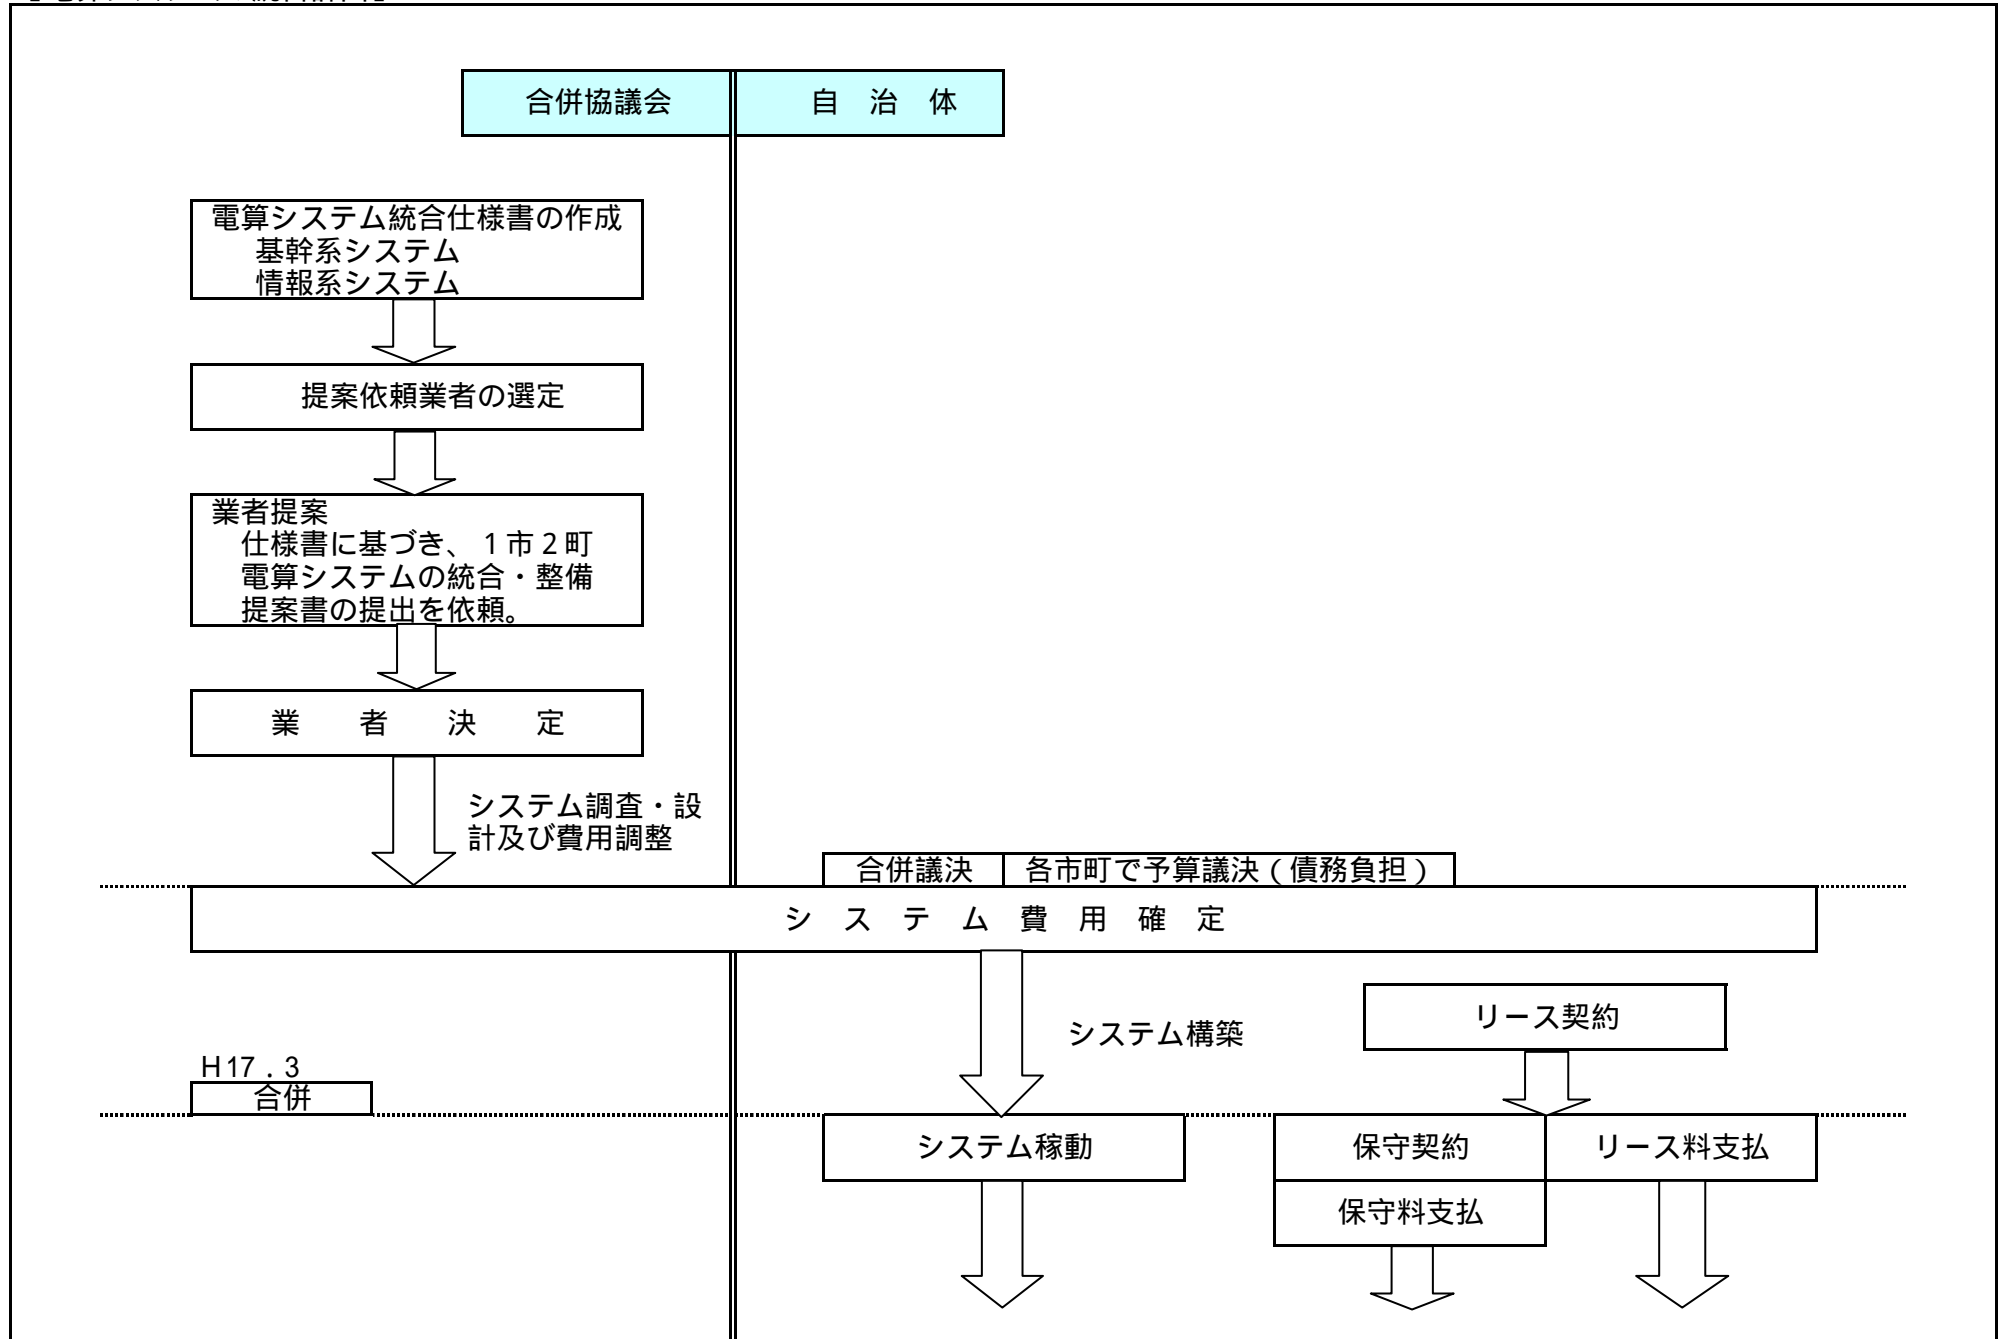 合併協議会
自　治　体
電算システム統合仕様書の作成
基幹系システム
情報系システム
提案依頼業者の選定
業者提案
仕様書に基づき、１市２町
電算システムの統合・整備
提案書の提出を依頼。
業　者　決　定
システム調査・設
計及び費用調整
合併議決
各市町で予算議決（債務負担）
シ　ス　テ　ム　費　用　確　定
システム構築
リース契約
H17．3
合併
システム稼動
保守契約
リース料支払
保守料支払